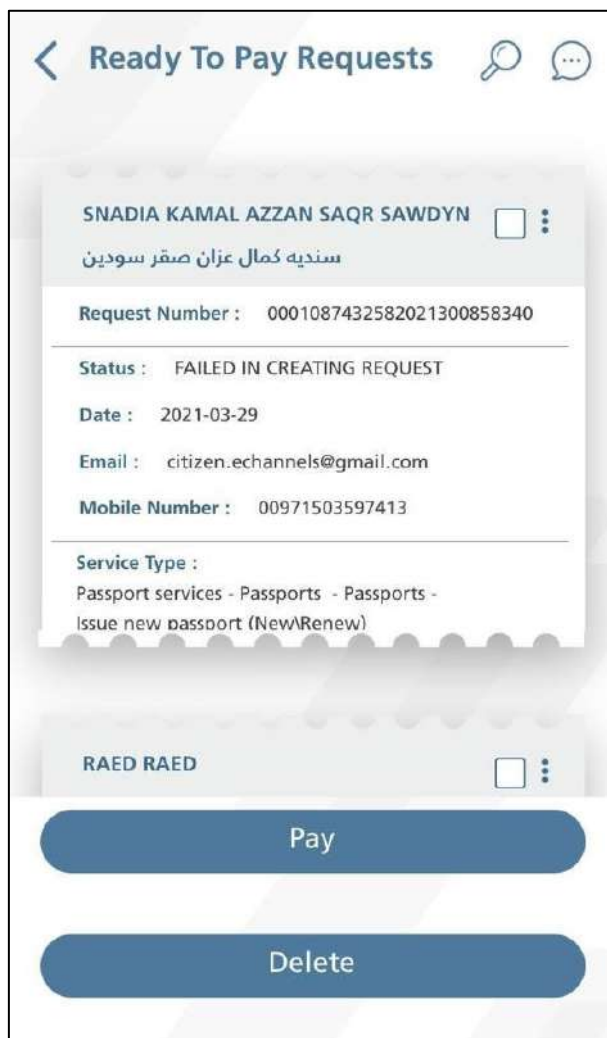 Ready To Pay Requests
SNADIA KAMAL AZZAN SAQR SAWDYN
سنديه كمال عزان صقر سودين
Request Number : 0001087432582021300858340
Status : FAILED IN CREATING REQUEST
Date : 2021-03-29
Email : citizen.echannels@gmail.com
Mobile Number : 00971503597413
Service Type :
Passport services - Passports - Passports -
Issue new passport (New\Renew)
RAED RAED
Pay
Delete